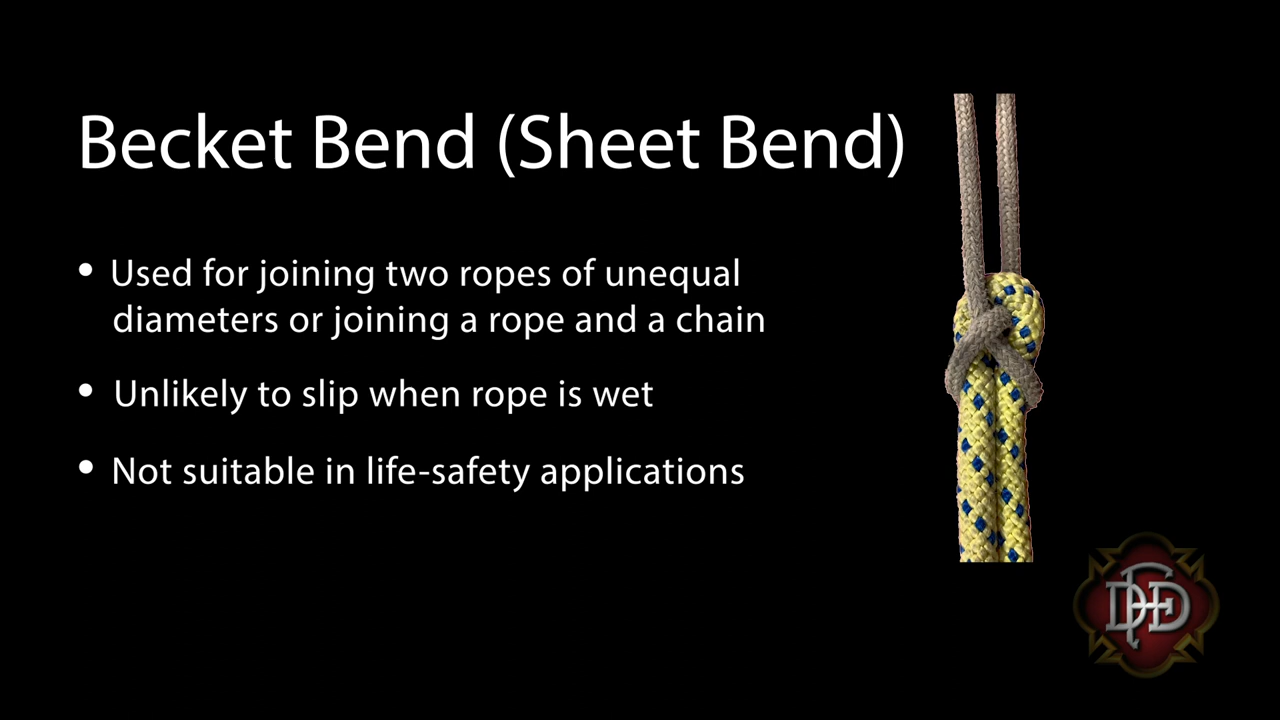 Becket Bend (Sheet Bend)
• Used for joining two ropes of unequal
diameters or joining a rope and a chain
• Unlikely to slip when rope is wet
• Not suitable in life-safety applications
DFD